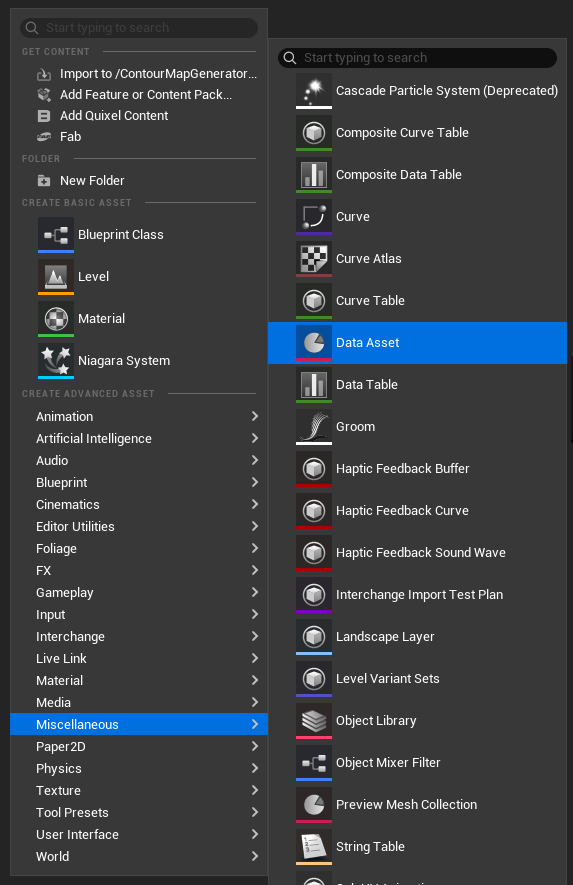 Start typing to search
GET CONTENT
Import to /ContourMapGenerator...
Add Feature or Content Pack...
Add Quixel Content
Fab
FOLDER
New Folder
CREATE BASIC ASSET
Blueprint Class
Level
Material
Niagara System
CREATE ADVANCED ASSET
Animation
Artificial Intelligence
Audio
Blueprint
Cinematics
Editor Utilities
Foliage
FX
Gameplay
Input
Interchange
Live Link
Material
Media
Miscellaneous
Paper2D
Physics
Texture
Tool Presets
User Interface
World
Start typing to search
Cascade Particle System (Deprecated)
Composite Curve Table
Composite Data Table
Curve
Curve Atlas
Curve Table
Data Asset
Data Table
Groom
Haptic Feedback Buffer
Haptic Feedback Curve
Haptic Feedback Sound Wave
Interchange Import Test Plan
Landscape Layer
Level Variant Sets
Object Library
Object Mixer Filter
Preview Mesh Collection
String Table